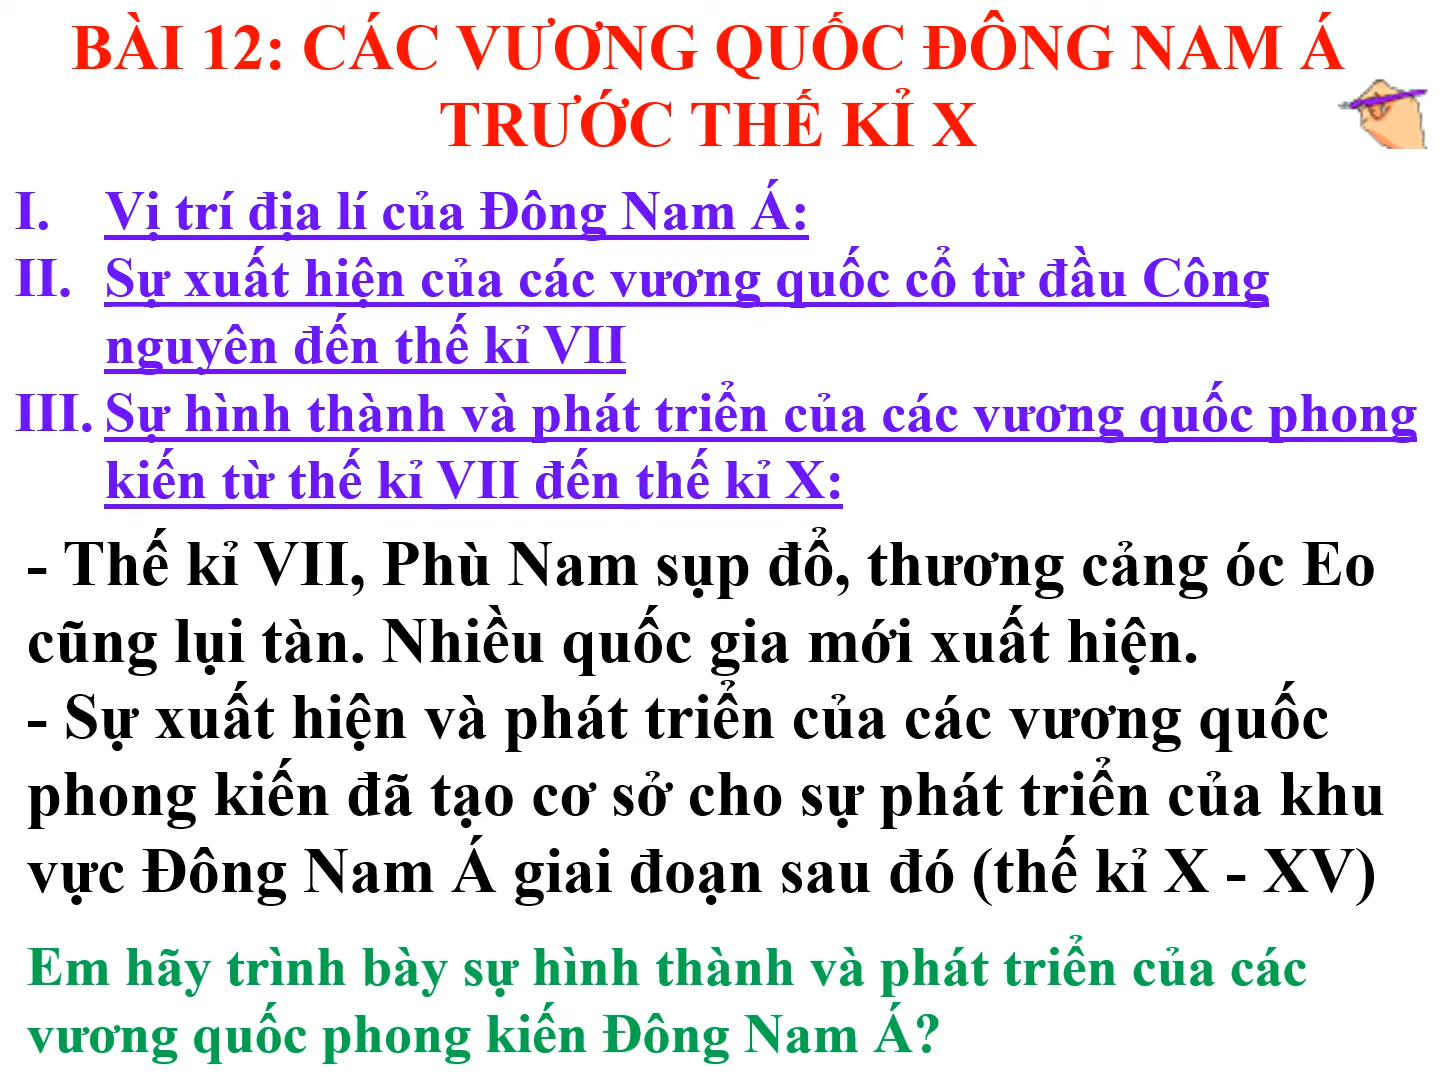 BÀI 12: CÁC VƯƠNG QUỐC ĐÔNG NAM Á
TRƯỚC THẾ KỈ X
I. Vị trí địa lí của Đông Nam Á:
II. Sự xuất hiện của các vương quốc cổ từ đầu Công
nguyên đến thế kỉ VII
III. Sự hình thành và phát triển của các vương quốc phong
kiến từ thế kỉ VII đến thế kỉ X:
- Thế kỉ VII, Phù Nam sụp đổ, thương cảng óc Eo
cũng lụi tàn. Nhiều quốc gia mới xuất hiện.
- Sự xuất hiện và phát triển của các vương quốc
phong kiến đã tạo cơ sở cho sự phát triển của khu
vực Đông Nam Á giai đoạn sau đó (thế kỉ X - XV)
Em hãy trình bày sự hình thành và phát triển của các
vương quốc phong kiến Đông Nam Á?